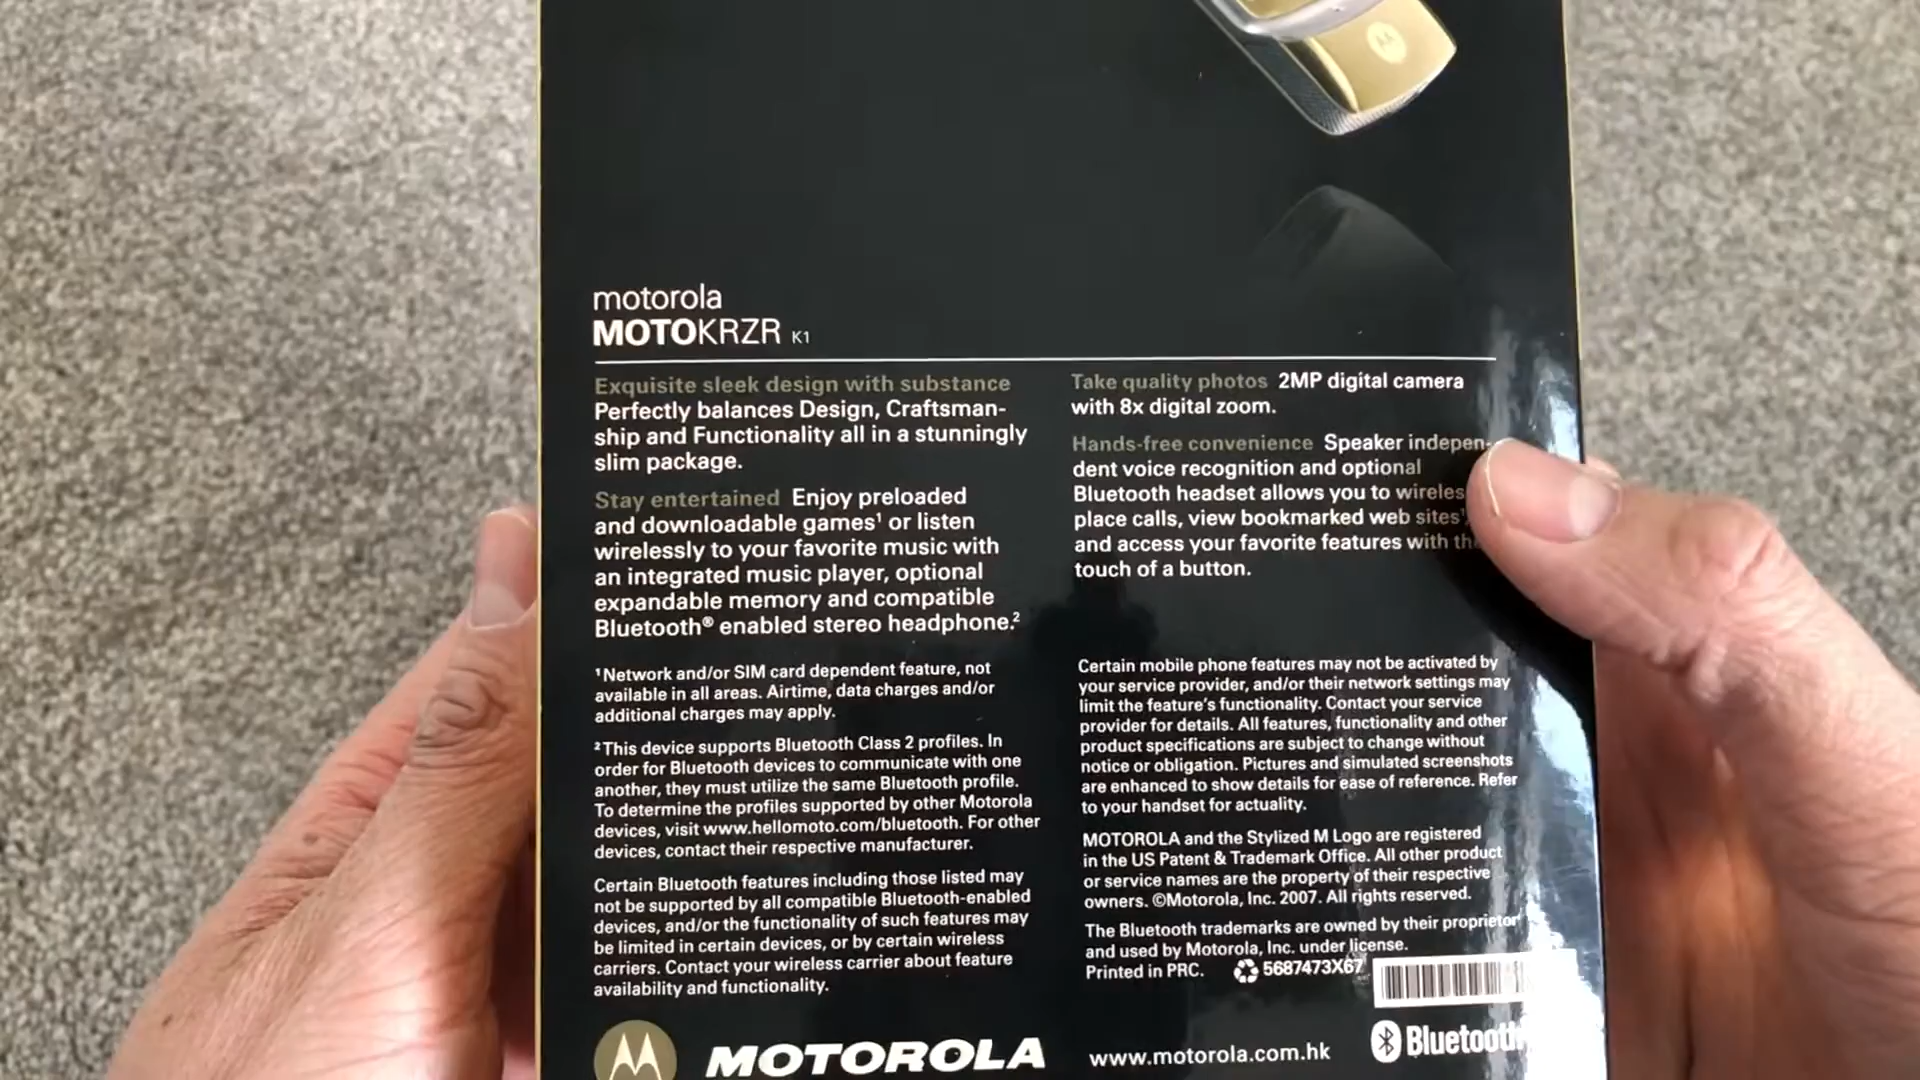 motorola
MOTOKRZR K1
Exquisite sleek design with substance
Perfectly balances Design, Craftsman-
ship and Functionality all in a stunningly
slim package.
Stay entertained Enjoy preloaded
and downloadable games¹ or listen
wirelessly to your favorite music with
an integrated music player, optional
expandable memory and compatible
Bluetooth® enabled stereo headphone.²
¹Network and/or SIM card dependent feature, not
available in all areas. Airtime, data charges and/or
additional charges may apply.
²This device supports Bluetooth Class 2 profiles. In
order for Bluetooth devices to communicate with one
another, they must utilize the same Bluetooth profile.
To determine the profiles supported by other Motorola
devices, visit www.hellomoto.com/bluetooth. For other
devices, contact their respective manufacturer.
Certain Bluetooth features including those listed may
not be supported by all compatible Bluetooth-enabled
devices, and/or the functionality of such features may
be limited in certain devices, or by certain wireless
carriers. Contact your wireless carrier about feature
availability and functionality.
Take quality photos 2MP digital camera
with 8x digital zoom.
Hands-free convenience Speaker indepen-
dent voice recognition and optional
Bluetooth headset allows you to
place calls, view bookmarked web sites¹,
and access your favorite features with
touch of a button.
Certain mobile phone features may not be activated by
your service provider, and/or their network settings may
limit the feature's functionality. Contact your service
provider for details. All features, functionality and other
product specifications are subject to change without
notice or obligation. Pictures and simulated screenshots
are enhanced to show details for ease of reference. Refer
to your handset for actuality.
MOTOROLA and the Stylized M Logo are registered
in the US Patent & Trademark Office. All other product
or service names are the property of their respective
owners. ©Motorola, Inc. 2007. All rights reserved.
The Bluetooth trademarks are owned by their proprietor
and used by Motorola, Inc. under license.
Printed in PRC. 5687473X67
MOTOROLA
www.motorola.com.hk
Bluetooth